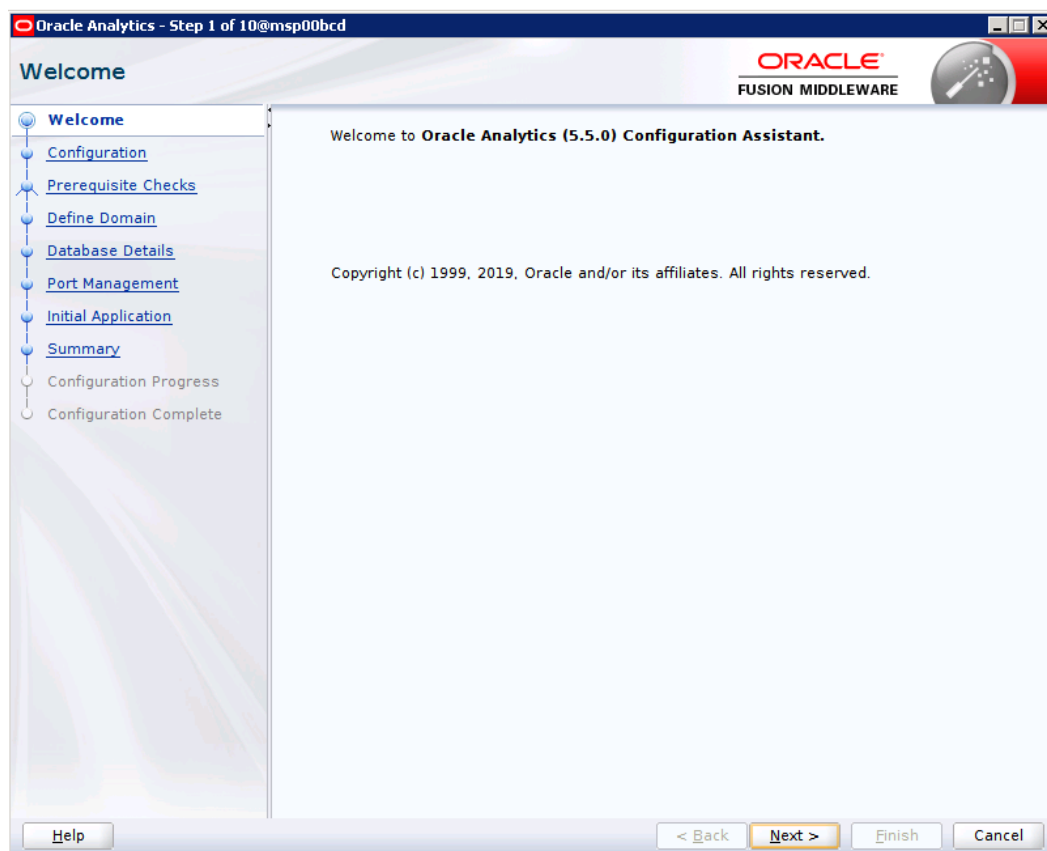 Oracle Analytics - Step 1 of 10@msp00bcd
Welcome
ORACLE®
FUSION MIDDLEWARE
Welcome
Configuration
Prerequisite Checks
Define Domain
Database Details
Port Management
Initial Application
Summary
Configuration Progress
Configuration Complete
Welcome to Oracle Analytics (5.5.0) Configuration Assistant.
Copyright (c) 1999, 2019, Oracle and/or its affiliates. All rights reserved.
Help
< Back
Next >
Finish
Cancel